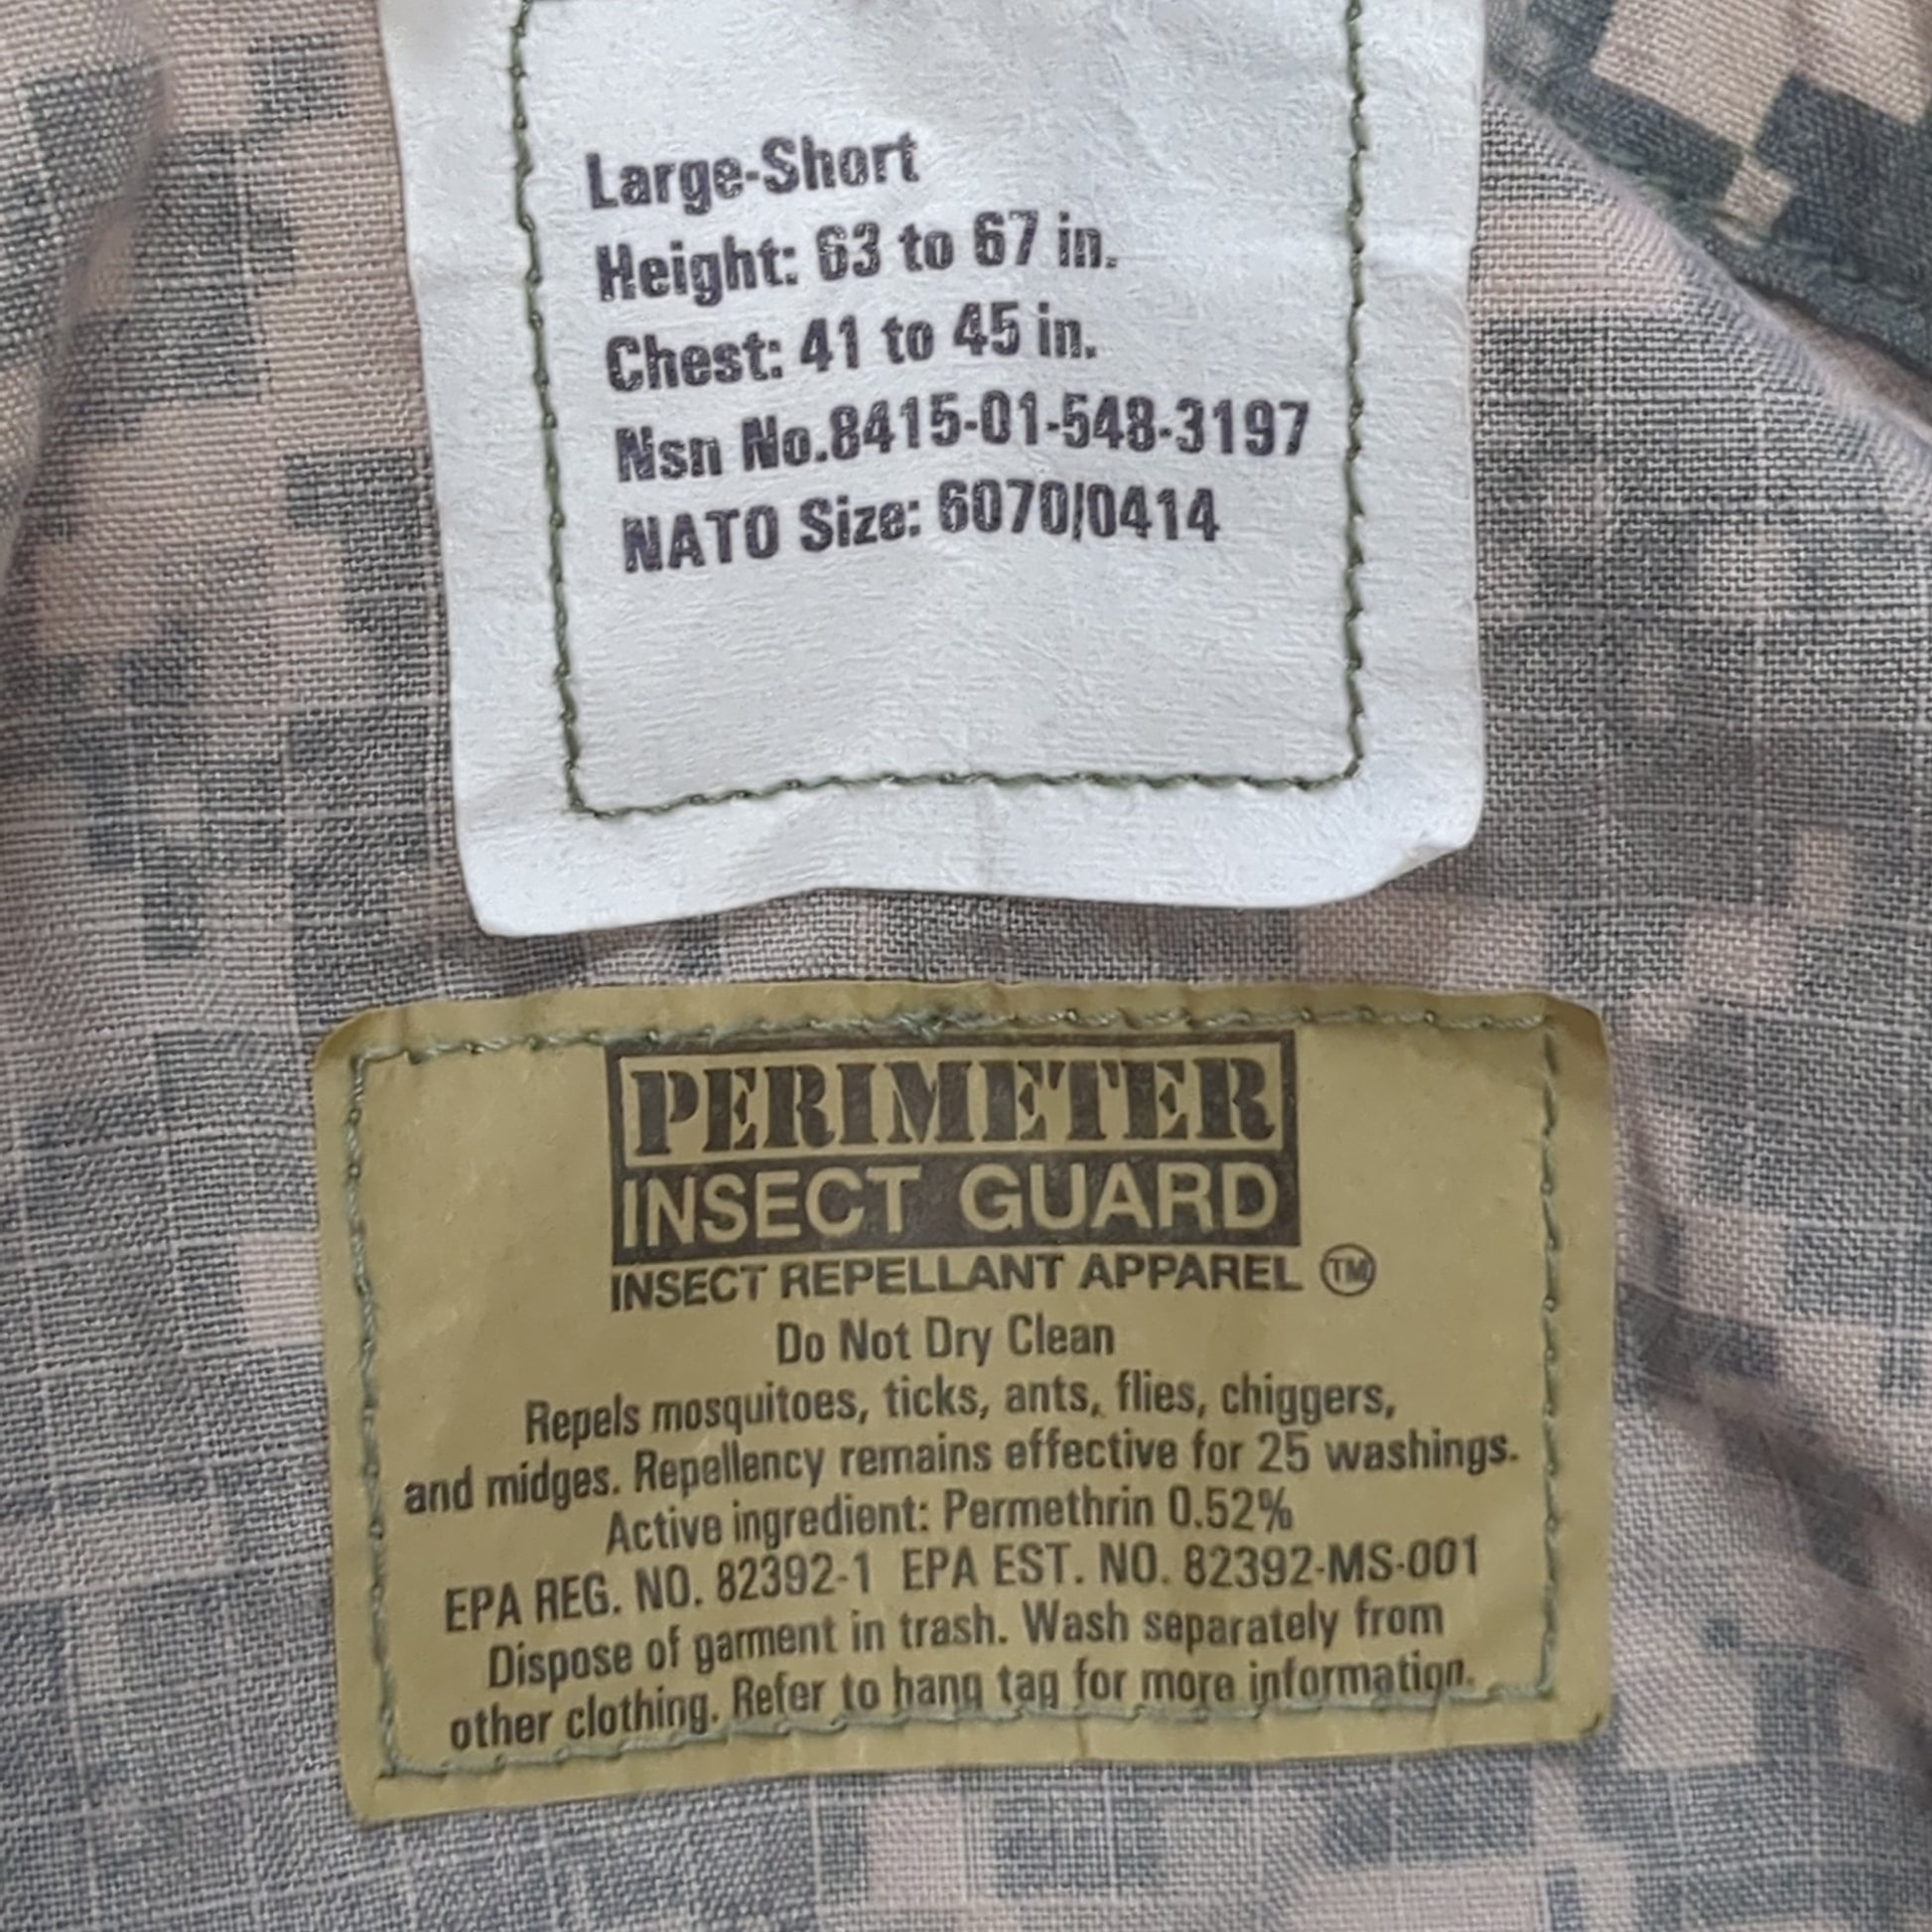 Large-Short
Height: 63 to 67 in.
Chest: 41 to 45 in.
Nsn No.8415-01-548-3197
NATO Size: 6070/0414
PERIMETER
INSECT GUARD
INSECT REPELLANT APPAREL ™
Do Not Dry Clean
Repels mosquitoes, ticks, ants, flies, chiggers,
and midges. Repellency remains effective for 25 washings.
Active ingredient: Permethrin 0.52%
EPA REG. NO. 82392-1 EPA EST. NO. 82392-MS-001
Dispose of garment in trash. Wash separately from
other clothing. Refer to hang tag for more information.